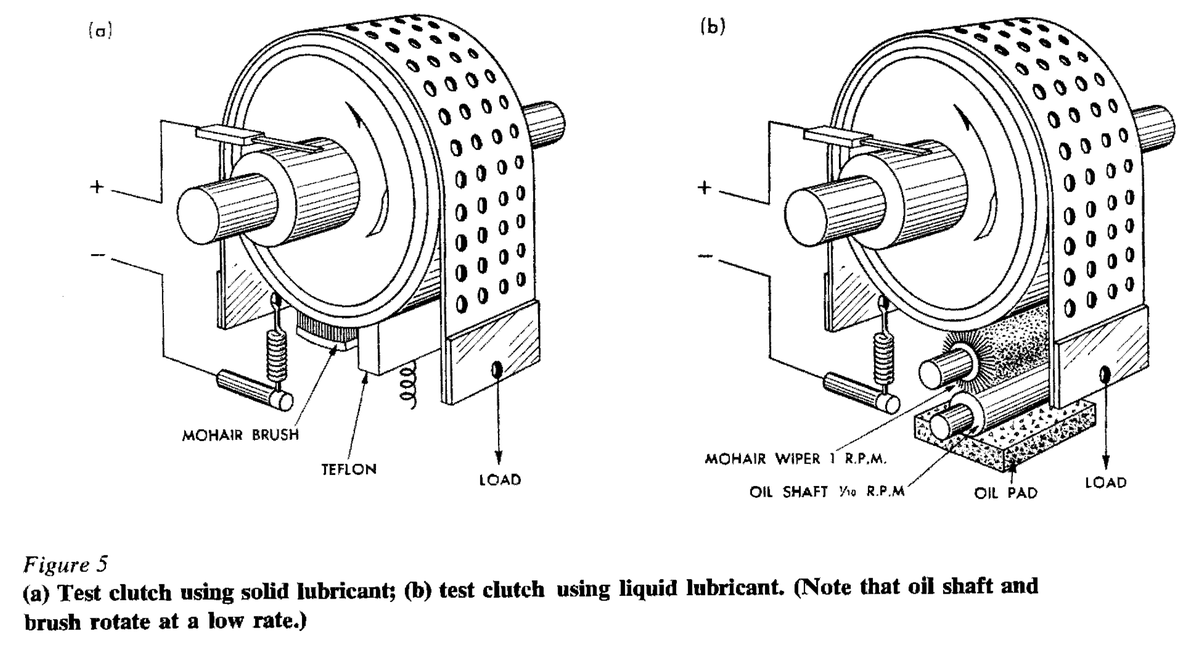 (a)
(b)
+
−
+
−
MOHAIR BRUSH
TEFLON
LOAD
MOHAIR WIPER 1 R.P.M.
OIL SHAFT 1/10 R.P.M
OIL PAD
LOAD
Figure 5
(a) Test clutch using solid lubricant; (b) test clutch using liquid lubricant. (Note that oil shaft and
brush rotate at a low rate.)